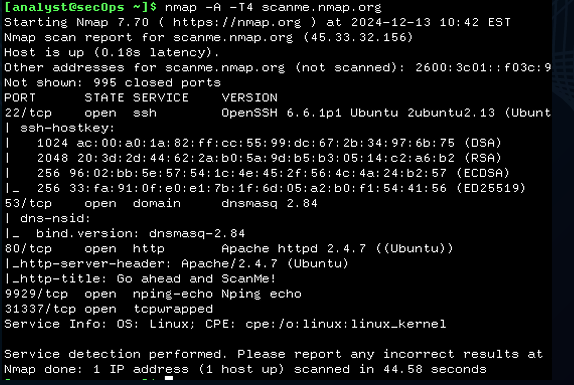 [analyst@secOps ~]$ nmap -A -T4 scanme.nmap.org
Starting Nmap 7.70 ( https://nmap.org ) at 2024-12-13 10:42 EST
Nmap scan report for scanme.nmap.org (45.33.32.156)
Host is up (0.18s latency).
Other addresses for scanme.nmap.org (not scanned): 2600:3c01::f03c:9
Not shown: 995 closed ports
PORT      STATE SERVICE    VERSION
22/tcp    open  ssh        OpenSSH 6.6.1p1 Ubuntu 2ubuntu2.13 (Ubunt
| ssh-hostkey:
|   1024 ac:00:a0:1a:82:ff:cc:55:99:dc:67:2b:34:97:6b:75 (DSA)
|   2048 20:3d:2d:44:62:2a:b0:5a:9d:b5:b3:05:14:c2:a6:b2 (RSA)
|   256 96:02:bb:5e:57:54:1c:4e:45:2f:56:4c:4a:24:b2:57 (ECDSA)
|_  256 33:fa:91:0f:e0:e1:7b:1f:6d:05:a2:b0:f1:54:41:56 (ED25519)
53/tcp    open  domain     dnsmasq 2.84
| dns-nsid:
|_  bind.version: dnsmasq-2.84
80/tcp    open  http       Apache httpd 2.4.7 ((Ubuntu))
|_http-server-header: Apache/2.4.7 (Ubuntu)
|_http-title: Go ahead and ScanMe!
9929/tcp  open  nping-echo Nping echo
31337/tcp open  tcpwrapped
Service Info: OS: Linux; CPE: cpe:/o:linux:linux_kernel
Service detection performed. Please report any incorrect results at
Nmap done: 1 IP address (1 host up) scanned in 44.58 seconds